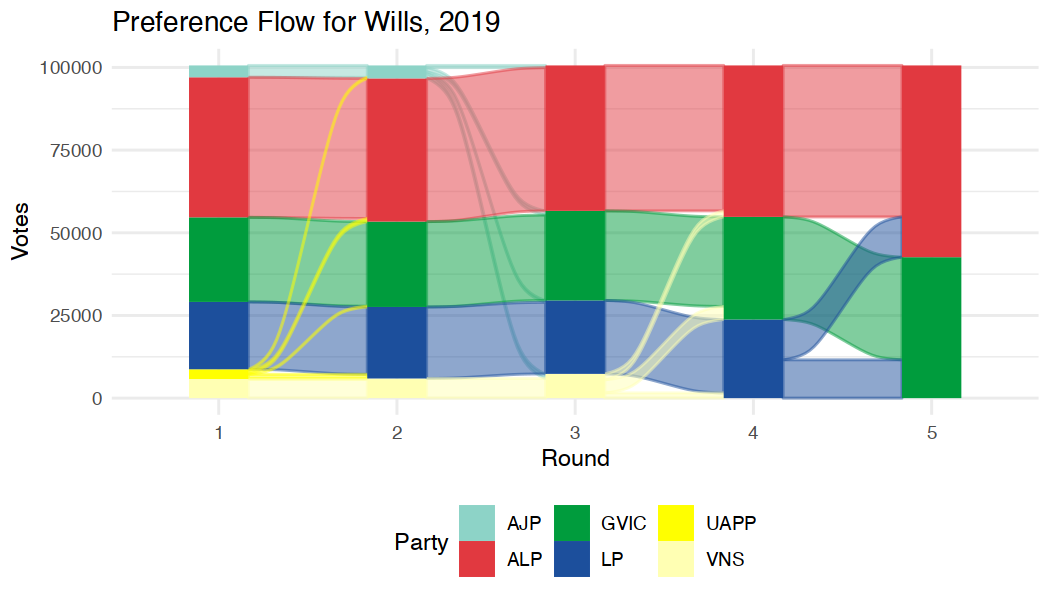 Preference Flow for Wills, 2019
Votes
100000
75000
50000
25000
0
1 2 3 4 5
Round
Party
AJP GVIC UAPP
ALP LP VNS